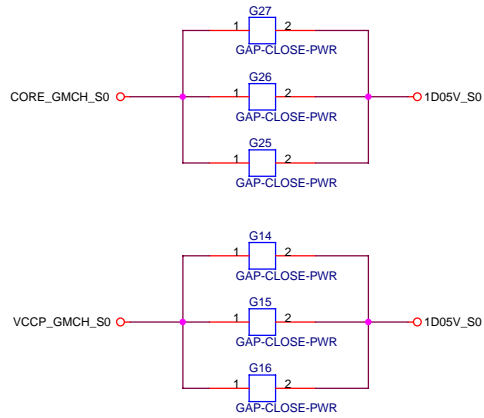 G27
1 2
GAP-CLOSE-PWR
G26
CORE_GMCH_S0 1 2 1D05V_S0
GAP-CLOSE-PWR
G25
1 2
GAP-CLOSE-PWR
G14
1 2
GAP-CLOSE-PWR
G15
VCCP_GMCH_S0 1 2 1D05V_S0
GAP-CLOSE-PWR
G16
1 2
GAP-CLOSE-PWR